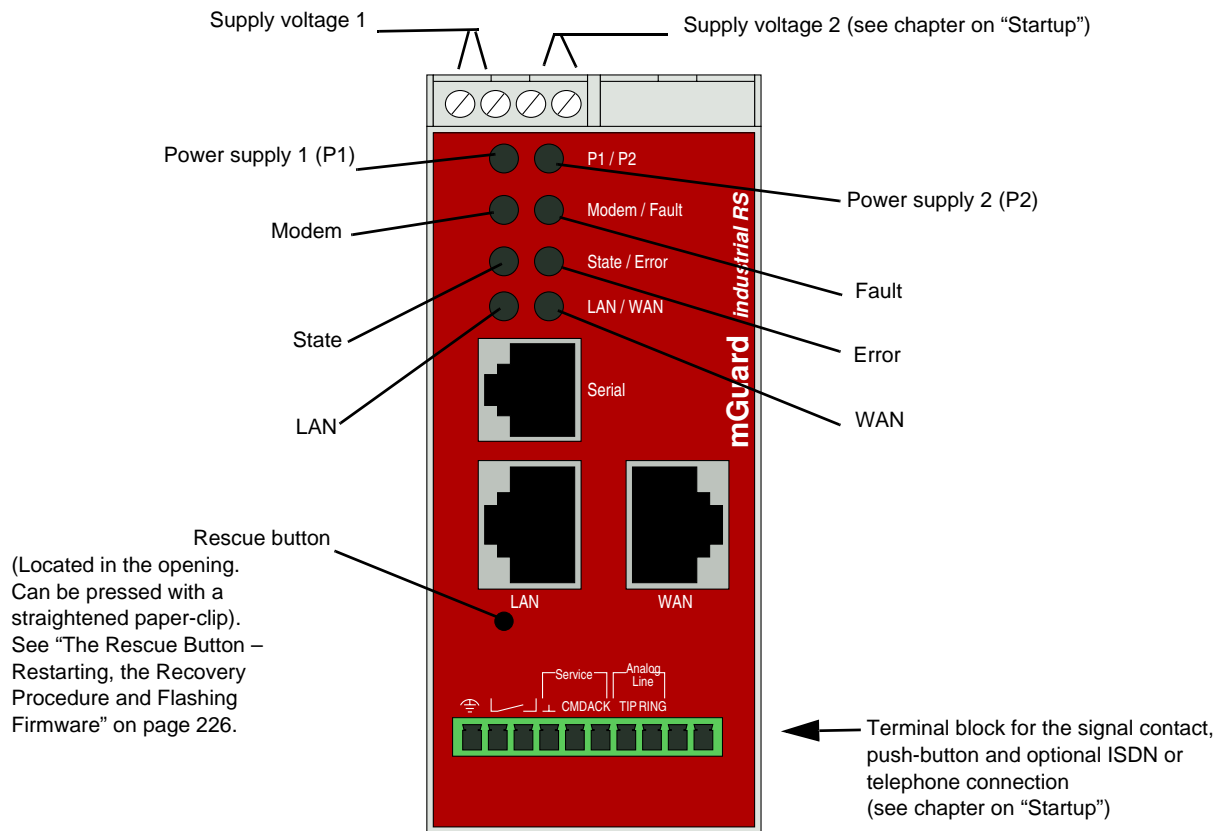 Supply voltage 1
Supply voltage 2 (see chapter on “Startup”)
Power supply 1 (P1)
P1 / P2
Power supply 2 (P2)
Modem
Modem / Fault
Fault
State
State / Error
Error
LAN
LAN / WAN
WAN
mGuard industrial RS
Serial
LAN
WAN
Rescue button
(Located in the opening.
Can be pressed with a
straightened paper-clip).
See “The Rescue Button –
Restarting, the Recovery
Procedure and Flashing
Firmware” on page 226.
Service
Analog
Line
CMDACK
TIP RING
Terminal block for the signal contact,
push-button and optional ISDN or
telephone connection
(see chapter on “Startup”)